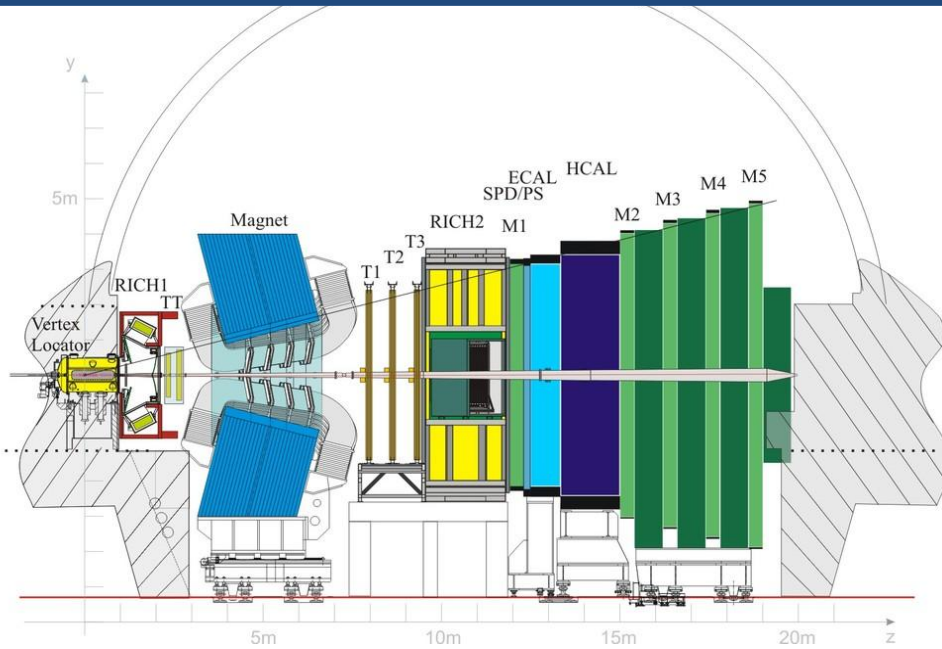 y
5m
Vertex
Locator
RICH1
TT
Magnet
T1
T2
T3
RICH2
M1
SPD/PS
ECAL
HCAL
M2
M3
M4
M5
5m
10m
15m
20m
z